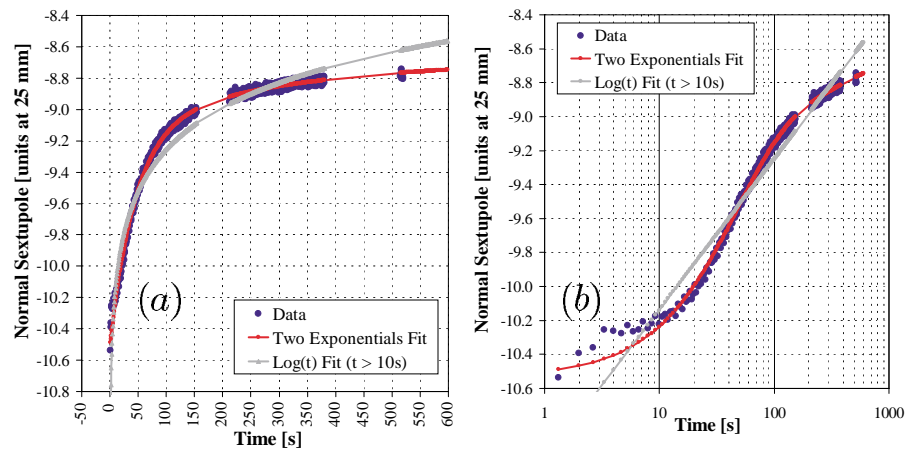 Normal Sextupole [units at 25 mm]
-8.4
-8.6
-8.8
-9.0
-9.2
-9.4
-9.6
-9.8
-10.0
-10.2
-10.4
-10.6
-10.8
(a)
Data
Two Exponentials Fit
Log(t) Fit (t > 10s)
-50 0 50 100 150 200 250 300 350 400 450 500 550 600
Time [s]
Normal Sextupole [units at 25 mm]
-8.4
-8.6
-8.8
-9.0
-9.2
-9.4
-9.6
-9.8
-10.0
-10.2
-10.4
-10.6
Data
Two Exponentials Fit
Log(t) Fit (t > 10s)
(b)
1 10 100 1000
Time [s]